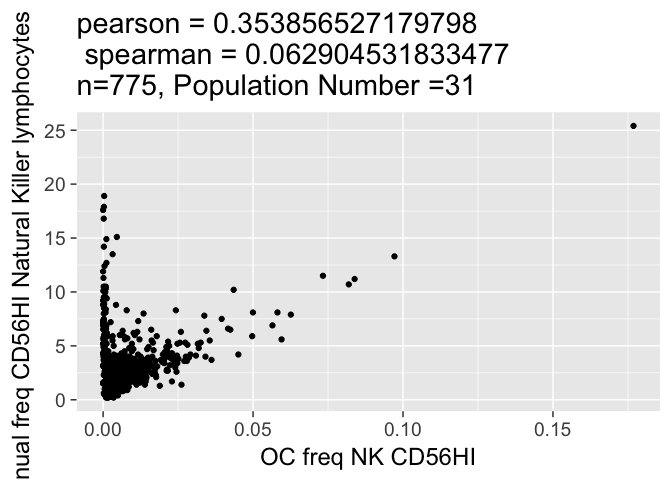 pearson = 0.353856527179798
spearman = 0.062904531833477
n=775, Population Number =31
nual freq CD56HI Natural Killer lymphocytes
25
20
15
10
5
0
0.00 0.05 0.10 0.15
OC freq NK CD56HI